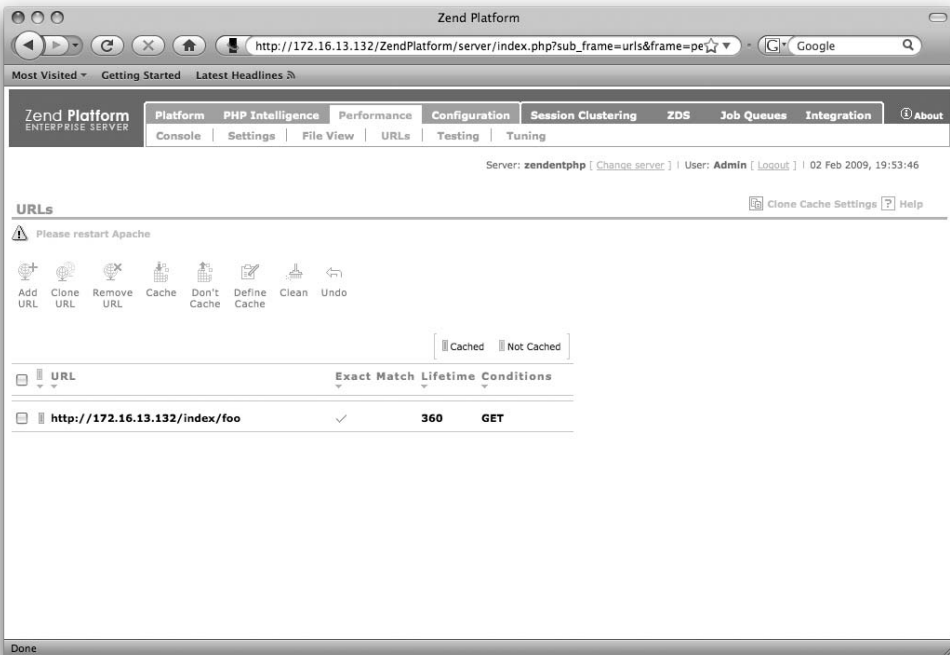 Zend Platform
http://172.16.13.132/ZendPlatform/server/index.php?sub_frame=urls&frame=pe
G Google
Most Visited Getting Started Latest Headlines
Zend Platform
ENTERPRISE SERVER
Platform PHP Intelligence Performance Configuration Session Clustering ZDS Job Queues Integration About
Console | Settings | File View | URLs | Testing | Tuning
Server: zendentphp [ Change server ] | User: Admin [ Logout ] | 02 Feb 2009, 19:53:46
URLs
Clone Cache Settings ? Help
Please restart Apache
Add URL
Clone URL
Remove URL
Cache
Don't Cache
Define Cache
Clean
Undo
Cached Not Cached
URL Exact Match Lifetime Conditions
http://172.16.13.132/index/foo 360 GET
Done